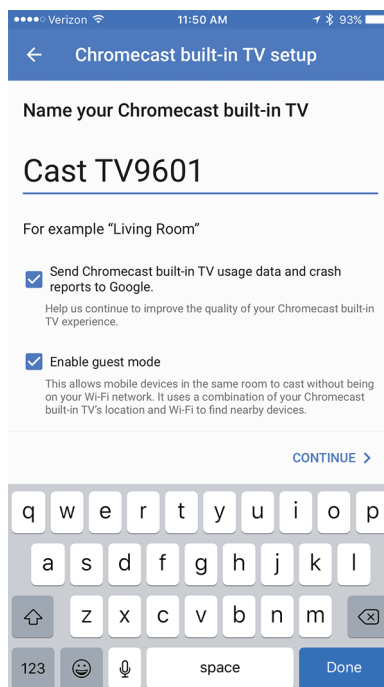 Verizon 11:50 AM 93%
Chromecast built-in TV setup
Name your Chromecast built-in TV
Cast TV9601
For example “Living Room”
Send Chromecast built-in TV usage data and crash
reports to Google.
Help us continue to improve the quality of your Chromecast built-in
TV experience.
Enable guest mode
This allows mobile devices in the same room to cast without being
on your Wi-Fi network. It uses a combination of your Chromecast
built-in TV's location and Wi-Fi to find nearby devices.
CONTINUE
q w e r t y u i o p
a s d f g h j k l
z x c v b n m
123 space Done